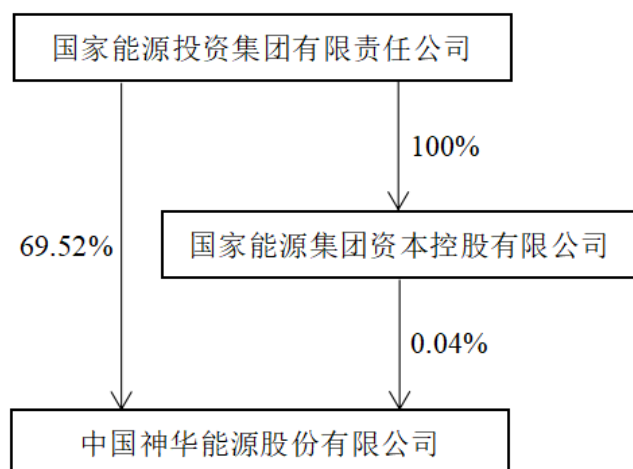 国家能源投资集团有限责任公司
100%
69.52%
国家能源集团资本控股有限公司
0.04%
中国神华能源股份有限公司